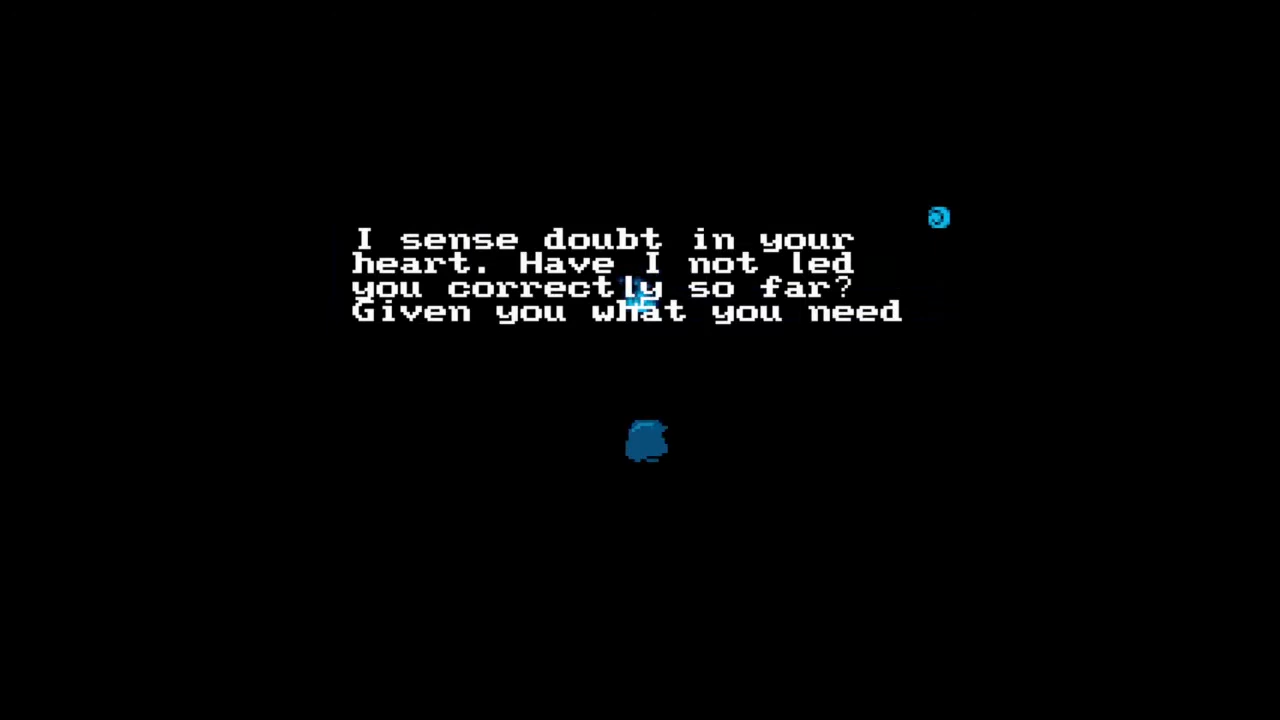 I sense doubt in your
heart. Have I not led
you correctly so far?
Given you what you need